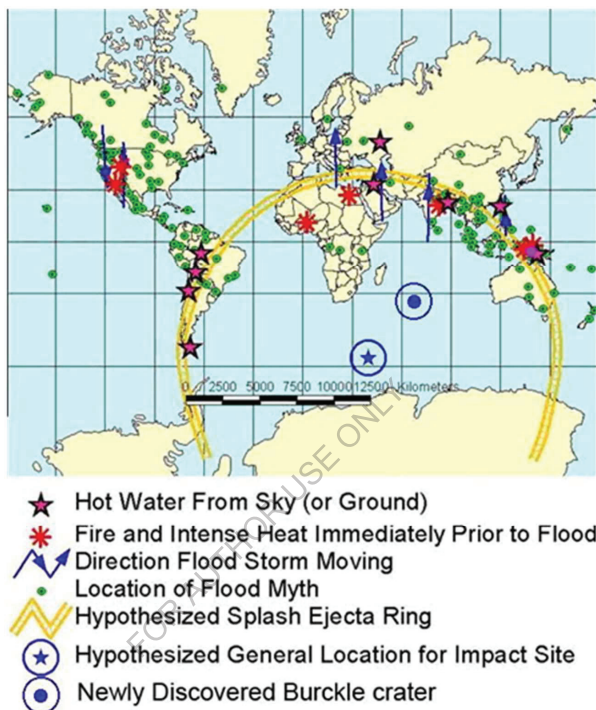 0 2500 5000 7500 10000 12500 Kilometers
Hot Water From Sky (or Ground)
Fire and Intense Heat Immediately Prior to Flood
Direction Flood Storm Moving
Location of Flood Myth
Hypothesized Splash Ejecta Ring
Hypothesized General Location for Impact Site
Newly Discovered Burckle crater
FOR AUTHOR USE ONLY